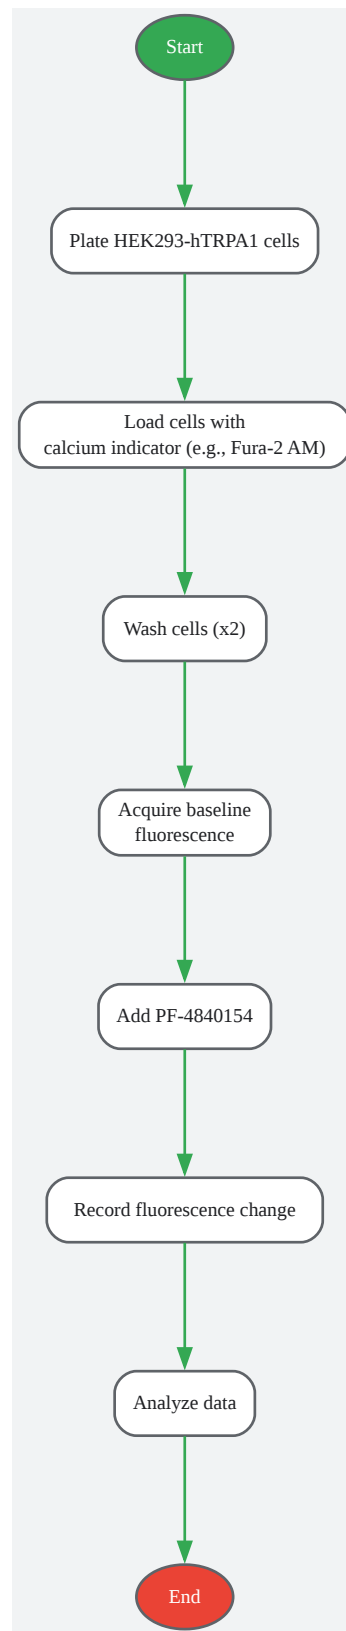 Start
Plate HEK293-hTRPA1 cells
Load cells with
calcium indicator (e.g., Fura-2 AM)
Wash cells (x2)
Acquire baseline
fluorescence
Add PF-4840154
Record fluorescence change
Analyze data
End